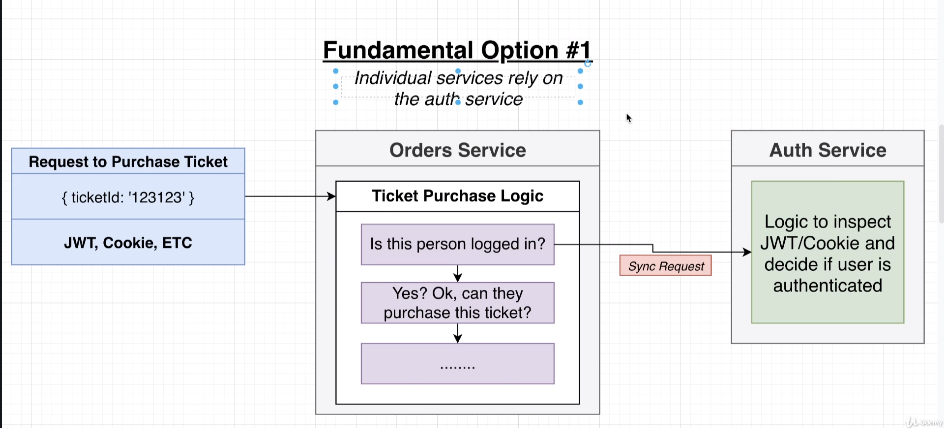 Fundamental Option #1
Individual services rely on
the auth service
Request to Purchase Ticket
{ ticketId: '123123' }
JWT, Cookie, ETC
Orders Service
Ticket Purchase Logic
Is this person logged in?
Yes? Ok, can they
purchase this ticket?
........
Sync Request
Auth Service
Logic to inspect
JWT/Cookie and
decide if user is
authenticated
Udemy